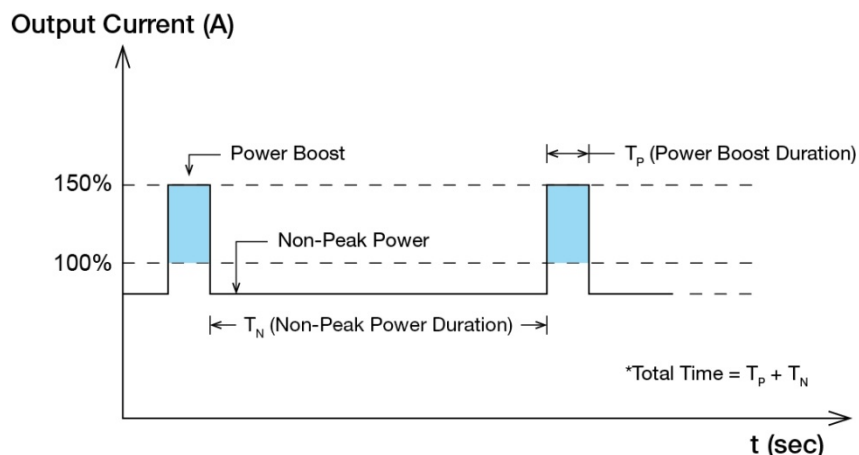 Output Current (A)
Power Boost
T_P (Power Boost Duration)
150%
Non-Peak Power
100%
T_N (Non-Peak Power Duration)
*Total Time = T_P + T_N
t (sec)